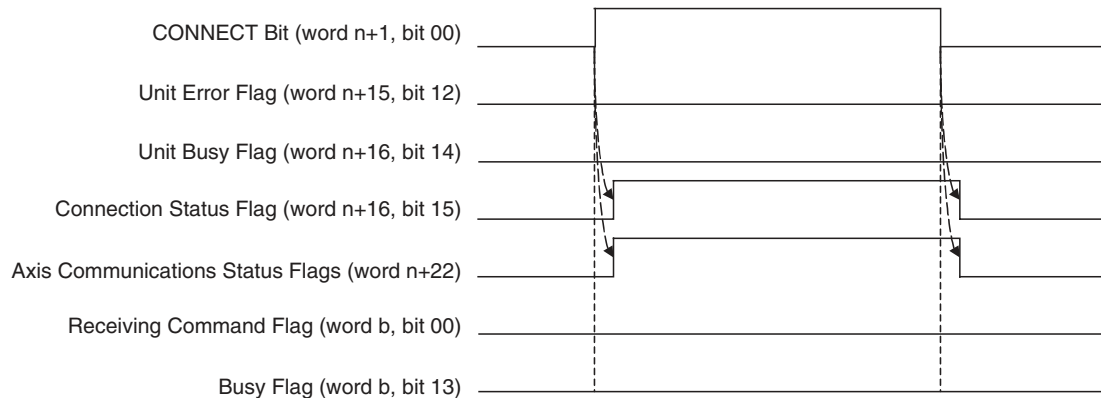 CONNECT Bit (word n+1, bit 00)
Unit Error Flag (word n+15, bit 12)
Unit Busy Flag (word n+16, bit 14)
Connection Status Flag (word n+16, bit 15)
Axis Communications Status Flags (word n+22)
Receiving Command Flag (word b, bit 00)
Busy Flag (word b, bit 13)